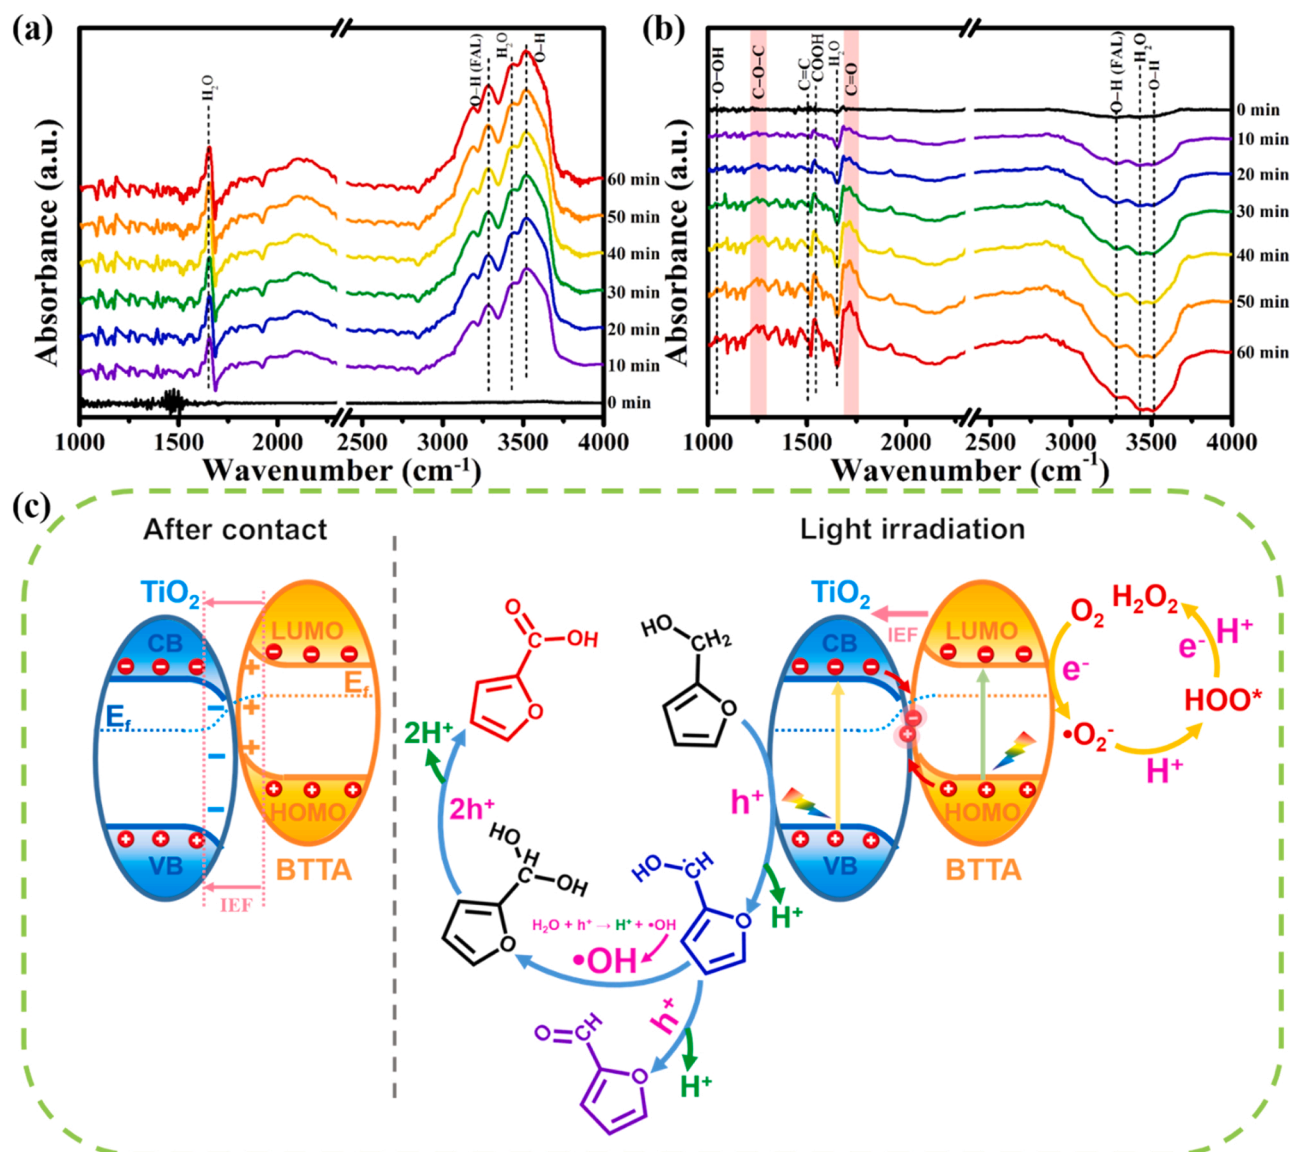 (a)
H₂O
O–H (FAL)
H₂O
O–H
60 min
50 min
40 min
30 min
20 min
10 min
0 min
Absorbance (a.u.)
1000 1500 2000 2500 3000 3500 4000
Wavenumber (cm⁻¹)
(b)
O–OH
C–O–C
C=C
COOH
H₂O
C=O
O–H (FAL)
H₂O
O–H
0 min
10 min
20 min
30 min
40 min
50 min
60 min
Absorbance (a.u.)
1000 1500 2000 2500 3000 3500 4000
Wavenumber (cm⁻¹)
(c)
After contact
TiO₂
CB
LUMO
Ef
Ef
HOMO
VB
BTTA
IEF
Light irradiation
O
OH
O
2H⁺
2h⁺
HO
H
C
OH
O
HO
CH₂
O
h⁺
H⁺
HO
ĊH
O
H₂O + h⁺ → H⁺ + •OH
•OH
h⁺
H⁺
O
CH
O
TiO₂
IEF
CB
LUMO
HOMO
VB
BTTA
O₂
H₂O₂
e⁻
e⁻
H⁺
HOO*
•O₂⁻
H⁺